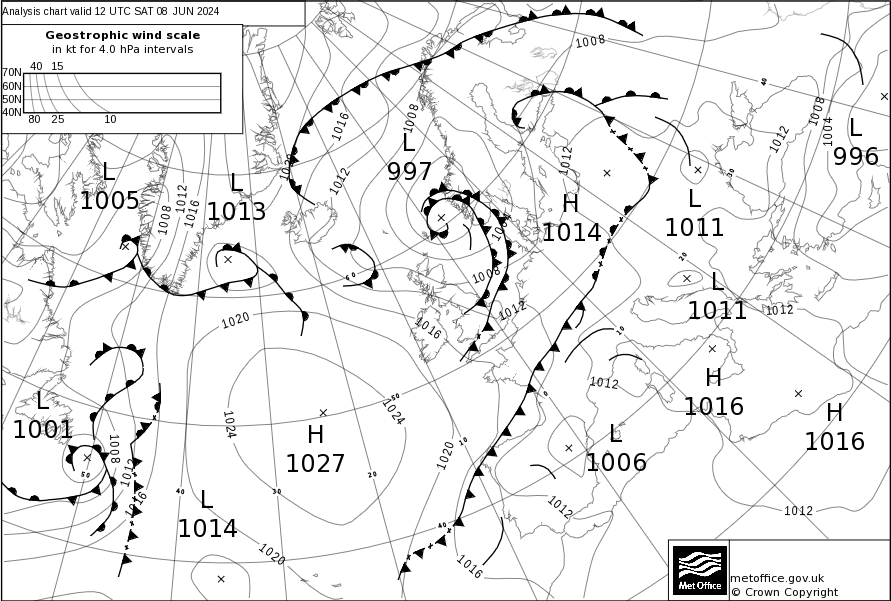 Analysis chart valid 12 UTC SAT 08 JUN 2024
Geostrophic wind scale
in kt for 4.0 hPa intervals
40 15
70N
60N
50N
40N
80 25 10
1008
1016
1008
1012
1008
1004
L
996
L
997
1012
1012
L
1005
L
1013
1008
1012
1016
H
1014
L
1011
1008
L
1011
1012
1012
1020
1016
1012
H
1016
L
1001
H
1016
1024
1024
H
1027
L
1006
1008
1012
1016
1020
L
1014
1012
1012
1020
1016
40
30
20
10
0
10
20
30
40
50
60
50
40
metoffice.gov.uk
© Crown Copyright
Met Office